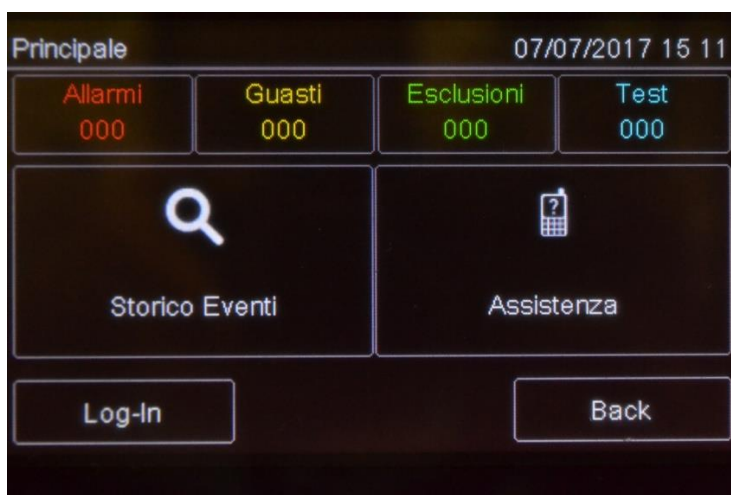 Principale 07/07/2017 15 11
Allarmi Guasti Esclusioni Test
000 000 000 000
?
Storico Eventi Assistenza
Log-In Back